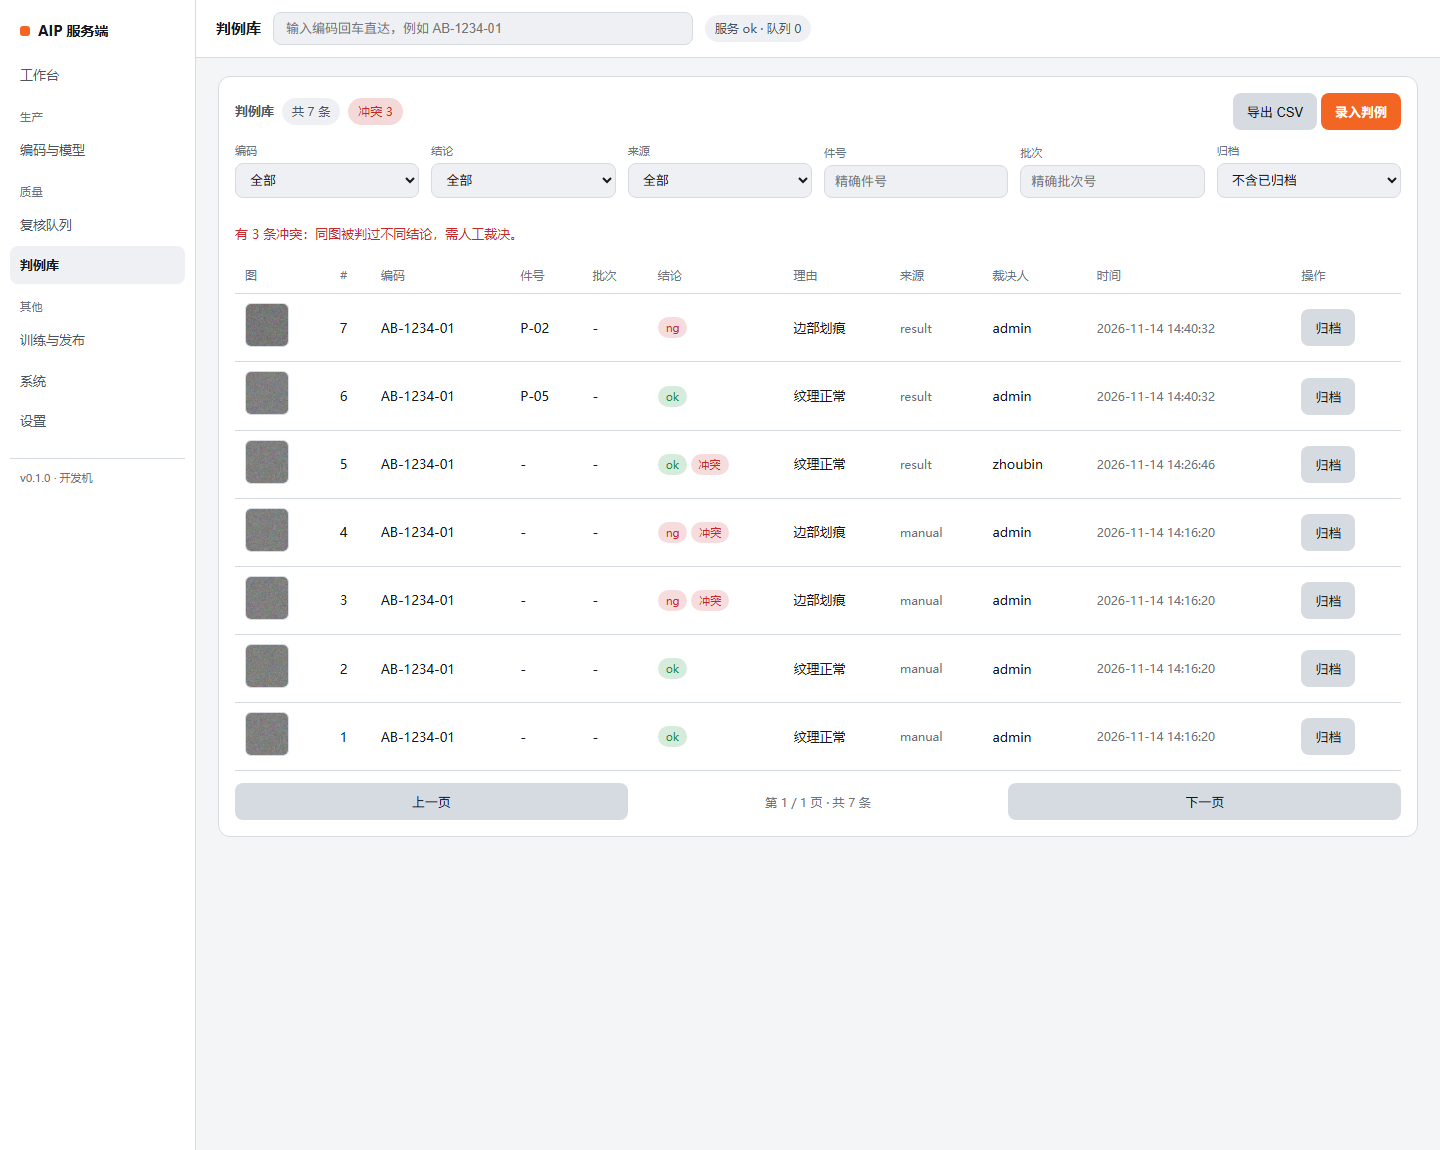 AIP 服务端
工作台
生产
编码与模型
质量
复核队列
判例库
其他
训练与发布
系统
设置
v0.1.0 · 开发机
判例库 输入编码回车直达，例如 AB-1234-01 服务 ok · 队列 0
判例库 共 7 条 冲突 3 导出 CSV 录入判例
编码 结论 来源 件号 批次 归档
全部 全部 全部 精确件号 精确批次号 不含已归档
有 3 条冲突：同图被判过不同结论，需人工裁决。
图 # 编码 件号 批次 结论 理由 来源 裁决人 时间 操作
7 AB-1234-01 P-02 - ng 边部划痕 result admin 2026-11-14 14:40:32 归档
6 AB-1234-01 P-05 - ok 纹理正常 result admin 2026-11-14 14:40:32 归档
5 AB-1234-01 - - ok 冲突 纹理正常 result zhoubin 2026-11-14 14:26:46 归档
4 AB-1234-01 - - ng 冲突 边部划痕 manual admin 2026-11-14 14:16:20 归档
3 AB-1234-01 - - ng 冲突 边部划痕 manual admin 2026-11-14 14:16:20 归档
2 AB-1234-01 - - ok 纹理正常 manual admin 2026-11-14 14:16:20 归档
1 AB-1234-01 - - ok 纹理正常 manual admin 2026-11-14 14:16:20 归档
上一页 第 1 / 1 页 · 共 7 条 下一页